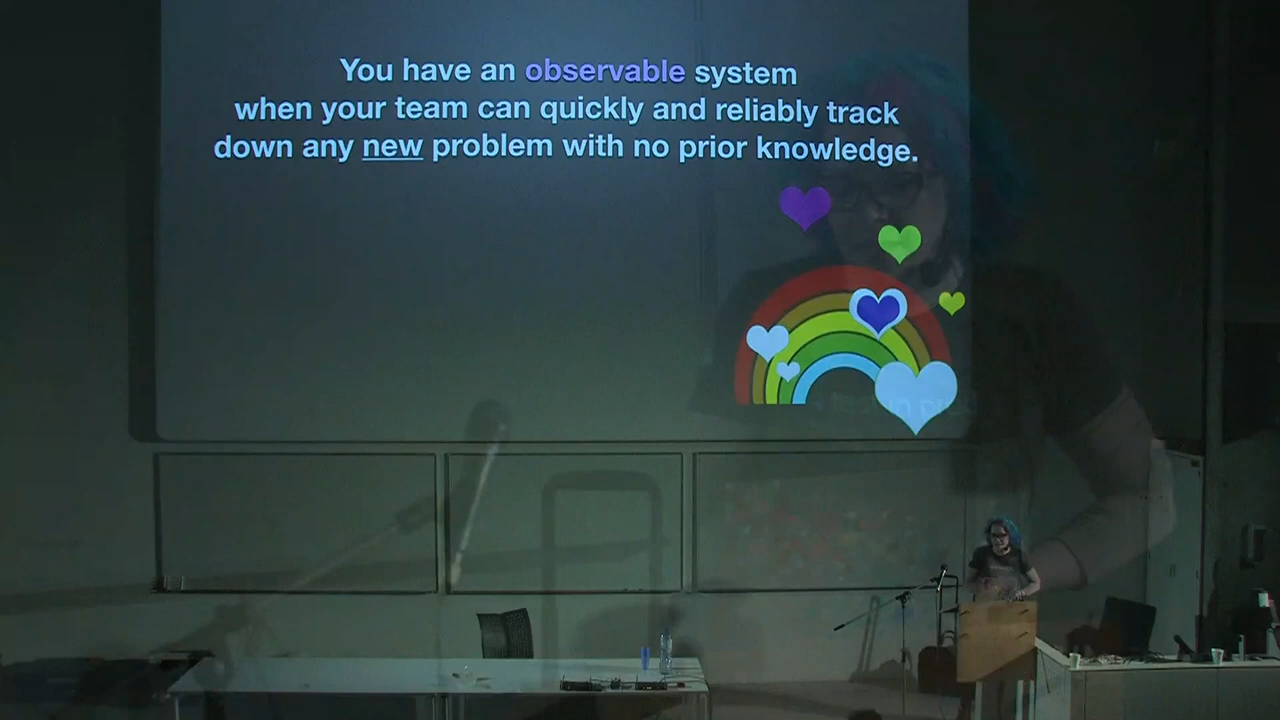 You have an observable system
when your team can quickly and reliably track
down any new problem with no prior knowledge.